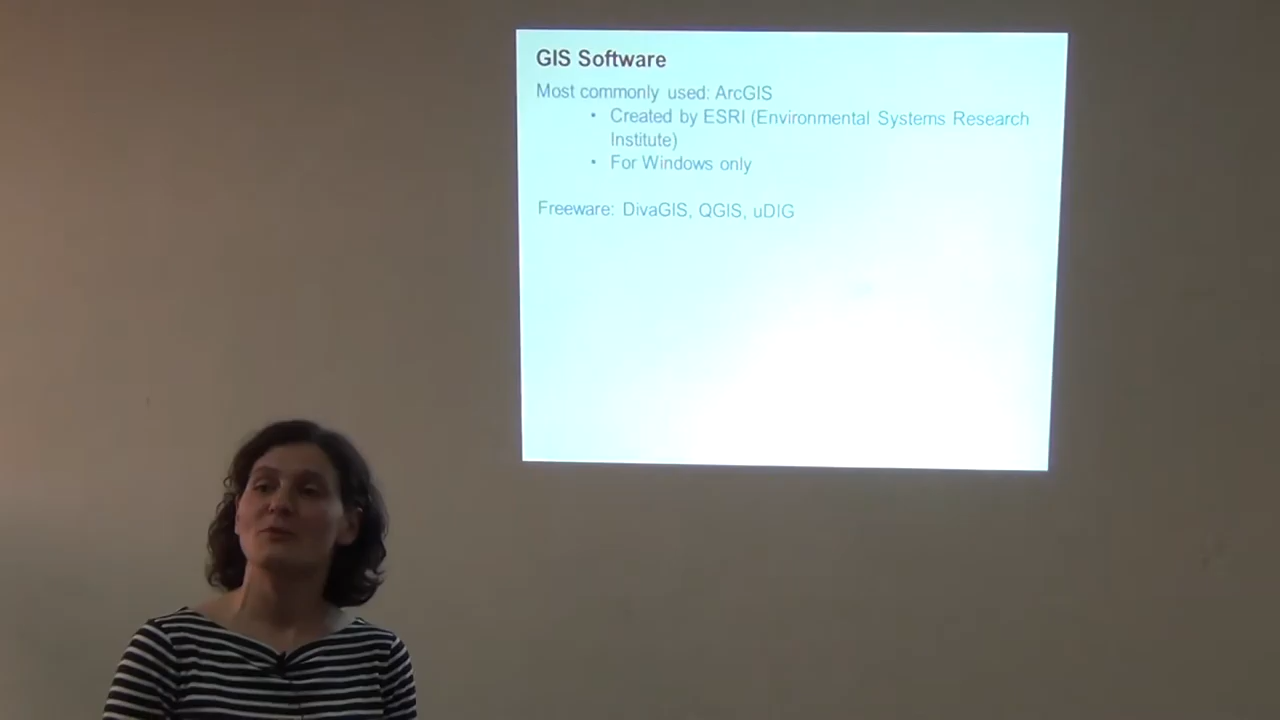 GIS Software
Most commonly used: ArcGIS
• Created by ESRI (Environmental Systems Research
Institute)
• For Windows only
Freeware: DivaGIS, QGIS, uDIG